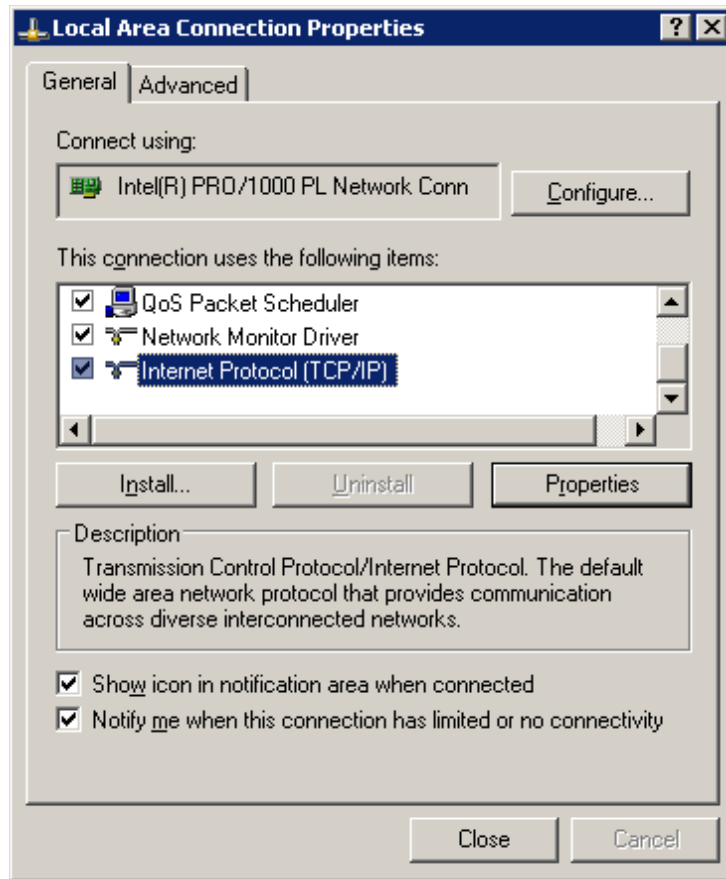 Local Area Connection Properties
General
Advanced
Connect using:
Intel(R) PRO/1000 PL Network Conn
Configure...
This connection uses the following items:
QoS Packet Scheduler
Network Monitor Driver
Internet Protocol (TCP/IP)
Install...
Uninstall
Properties
Description
Transmission Control Protocol/Internet Protocol. The default
wide area network protocol that provides communication
across diverse interconnected networks.
Show icon in notification area when connected
Notify me when this connection has limited or no connectivity
Close
Cancel